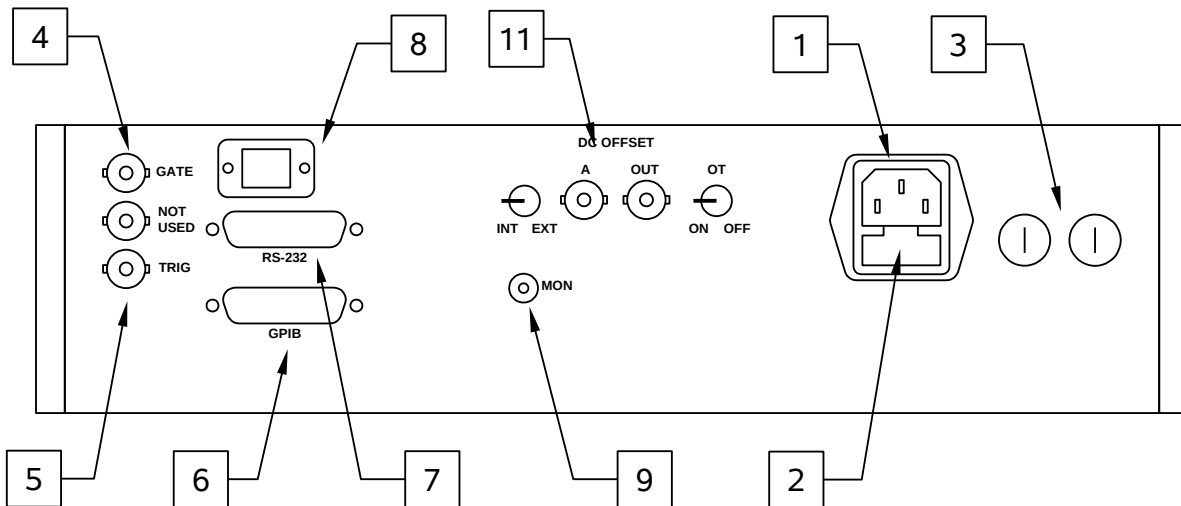 4
8
11
1
3
DC OFFSET
GATE
A
OUT
OT
NOT
USED
INT EXT
ON OFF
RS-232
TRIG
MON
GPIB
5
6
7
9
2